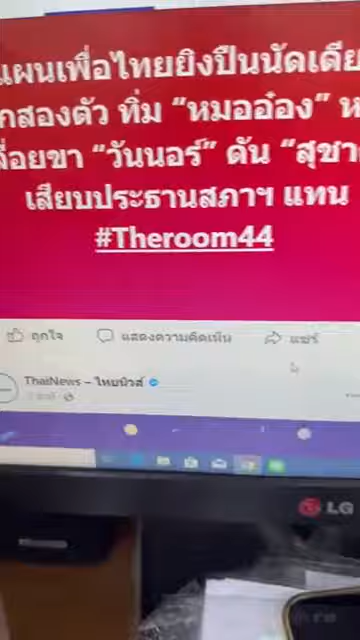 แผนเพื่อไทยยิงปืนนัดเดีย
กสองตัว ทิ่ม “หมออ๋อง” ห
ลื่อยขา “วันนอร์” ดัน “สุชา
เสียบประธานสภาฯ แทน
#Theroom44
ถูกใจ แสดงความคิดเห็น แชร์
ThaiNews – ไทยนิวส์
LG